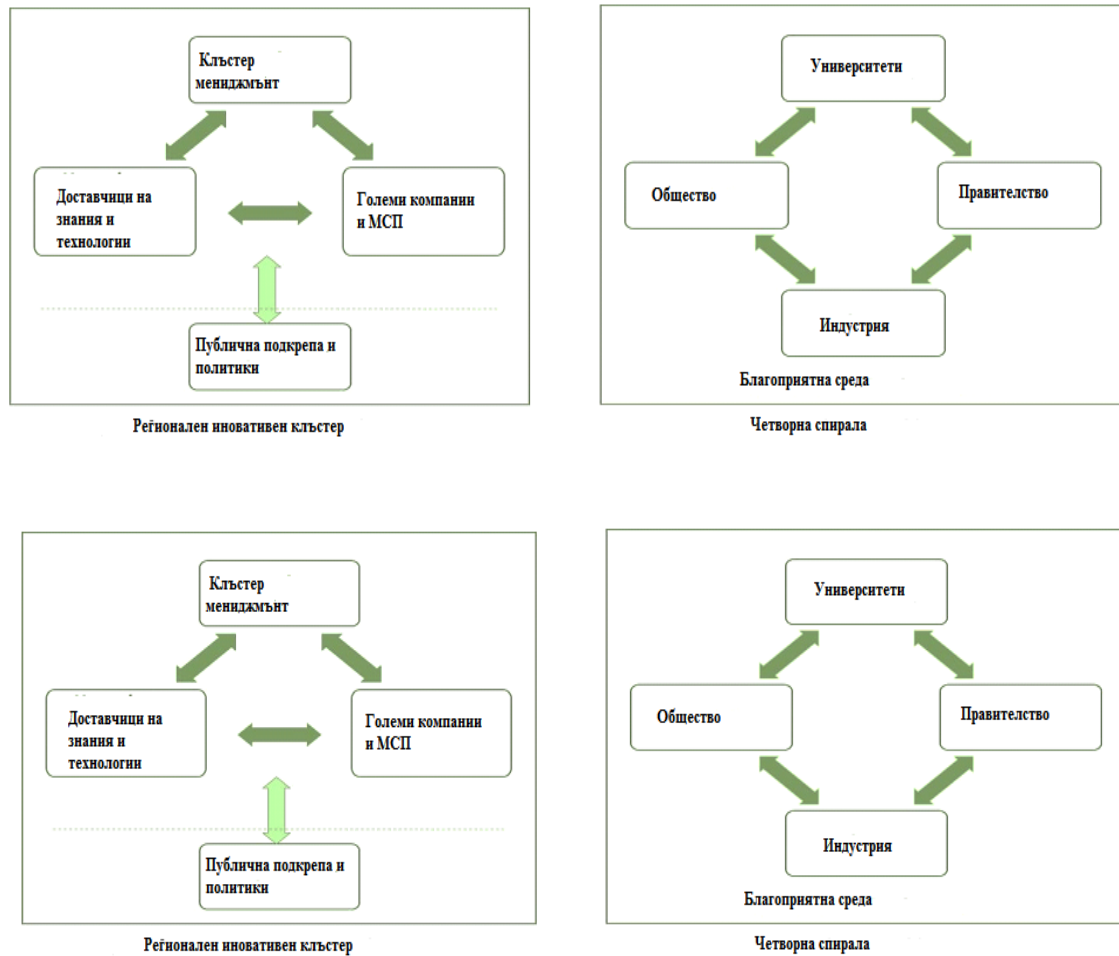 Клъстер
мениджмънт
Доставчици на
знания и
технологии
Големи компании
и МСП
Публична подкрепа и
политики
Регионален иновативен клъстер
Университети
Общество
Правителство
Индустрия
Благоприятна среда
Четворна спирала
Клъстер
мениджмънт
Доставчици на
знания и
технологии
Големи компании
и МСП
Публична подкрепа и
политики
Регионален иновативен клъстер
Университети
Общество
Правителство
Индустрия
Благоприятна среда
Четворна спирала